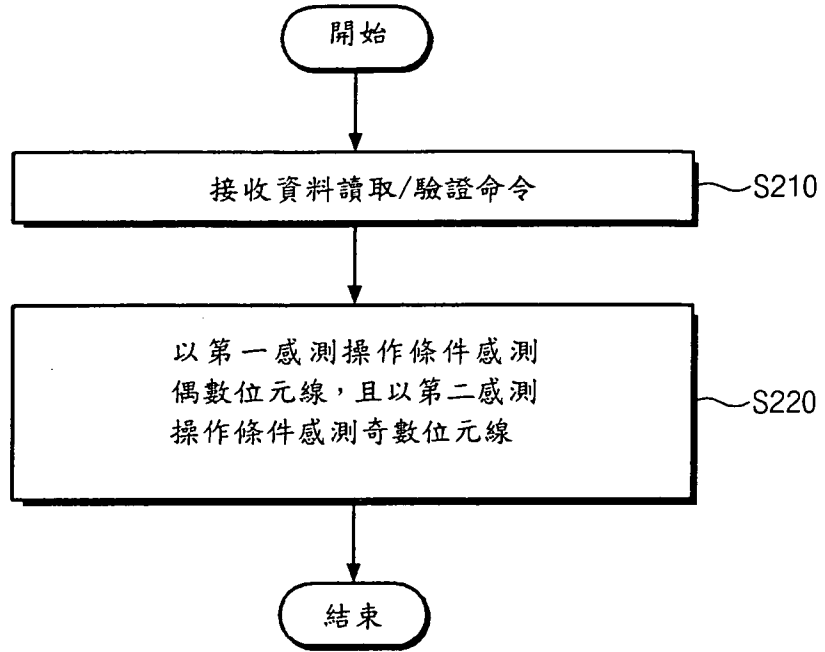 開始
接收資料讀取/驗證命令
S210
以第一感測操作條件感測
偶數位元線，且以第二感測
操作條件感測奇數位元線
S220
結束